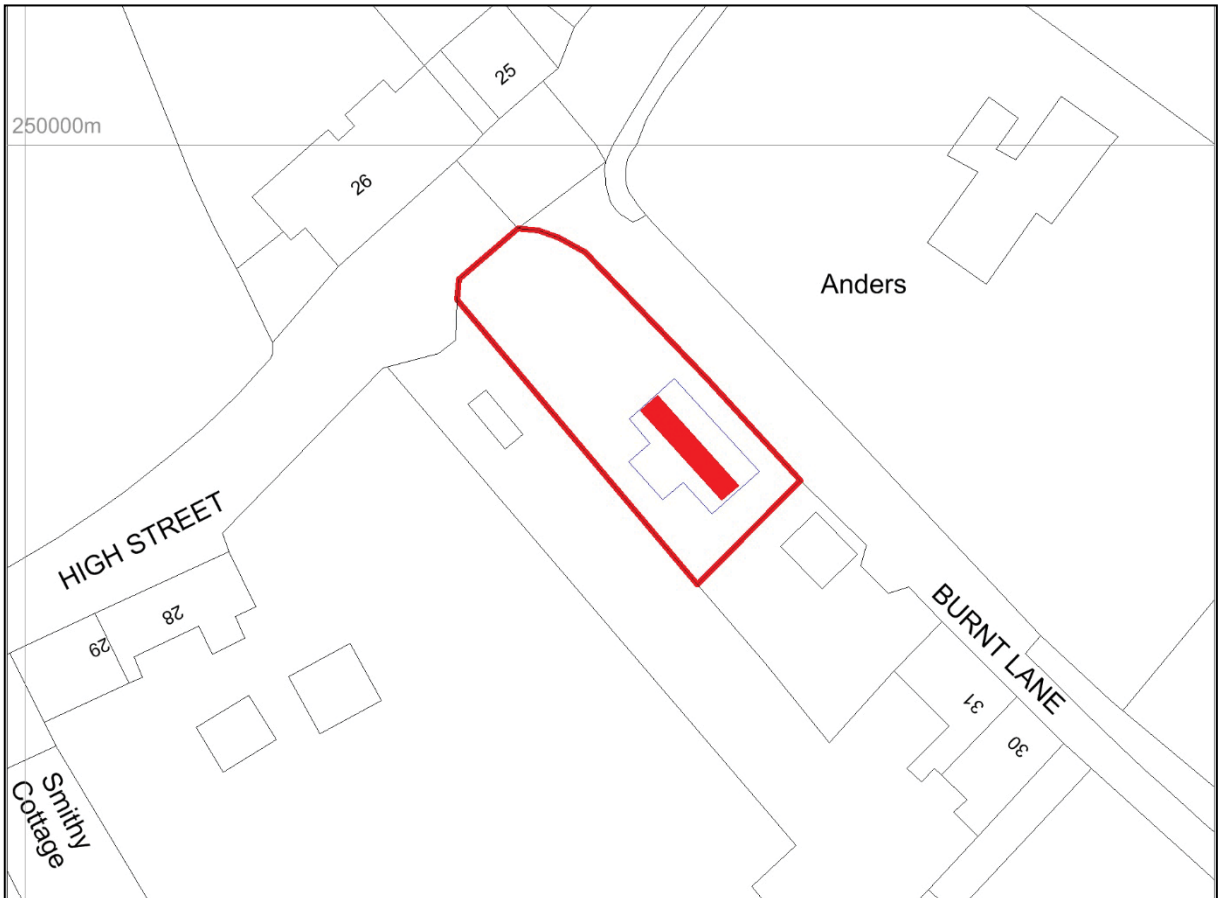 25
250000m
26
Anders
HIGH STREET
28
29
BURNT LANE
31
30
Smithy
Cottage